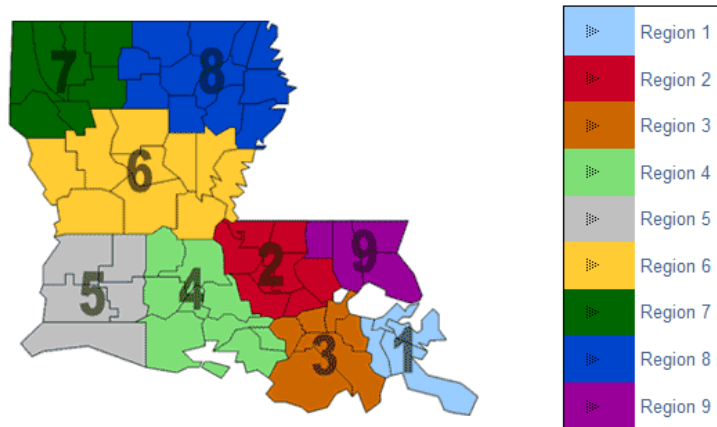 7
8
6
2
9
5
4
3
1
Region 1
Region 2
Region 3
Region 4
Region 5
Region 6
Region 7
Region 8
Region 9